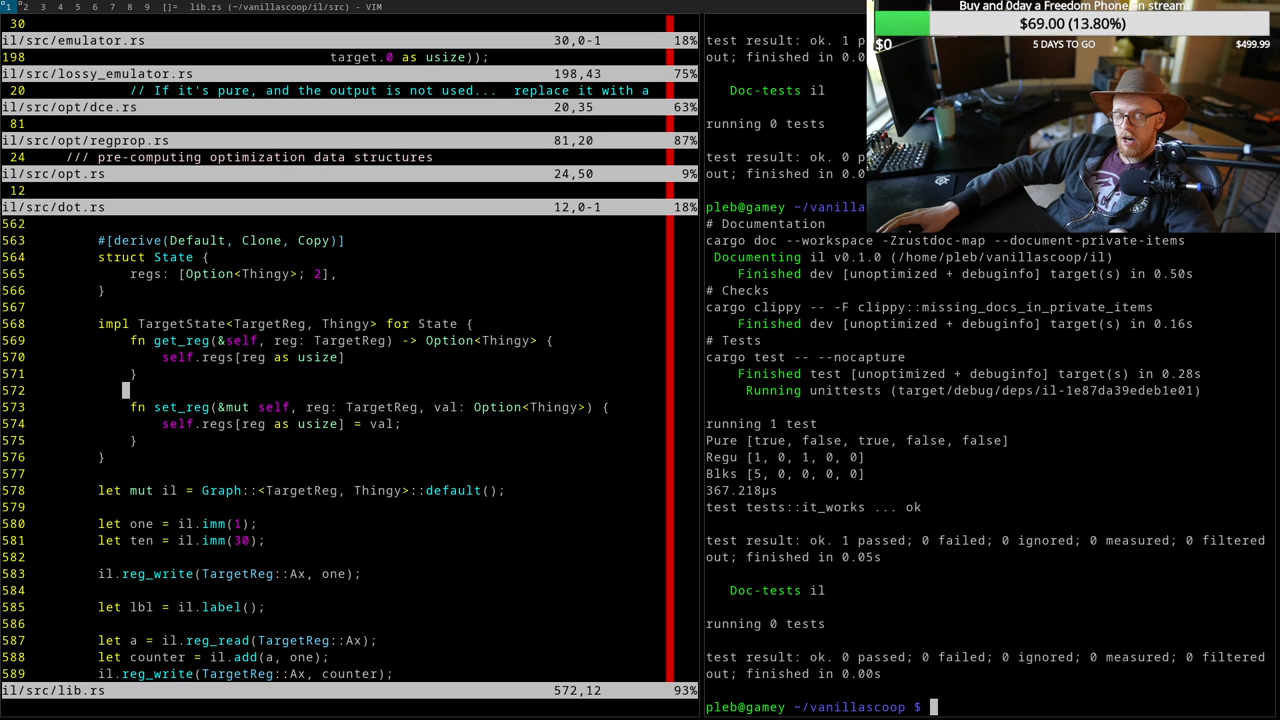 1 2 3 4 5 6 7 8 9 []= lib.rs (~/vanillascoop/il/src) - VIM
30
il/src/emulator.rs 30,0-1 18%
198 target.0 as usize));
il/src/lossy_emulator.rs 198,43 75%
20 // If it's pure, and the output is not used... replace it with a
il/src/opt/dce.rs 20,35 63%
81
il/src/opt/regprop.rs 81,20 87%
24 /// pre-computing optimization data structures
il/src/opt.rs 24,50 9%
12
il/src/dot.rs 12,0-1 18%
562
563 #[derive(Default, Clone, Copy)]
564 struct State {
565 regs: [Option<Thingy>; 2],
566 }
567
568 impl TargetState<TargetReg, Thingy> for State {
569 fn get_reg(&self, reg: TargetReg) -> Option<Thingy> {
570 self.regs[reg as usize]
571 }
572
573 fn set_reg(&mut self, reg: TargetReg, val: Option<Thingy>) {
574 self.regs[reg as usize] = val;
575 }
576 }
577
578 let mut il = Graph::<TargetReg, Thingy>::default();
579
580 let one = il.imm(1);
581 let ten = il.imm(30);
582
583 il.reg_write(TargetReg::Ax, one);
584
585 let lbl = il.label();
586
587 let a = il.reg_read(TargetReg::Ax);
588 let counter = il.add(a, one);
589 il.reg_write(TargetReg::Ax, counter);
il/src/lib.rs 572,12 93%
Buy and 0day a Freedom Phone on stream
$69.00 (13.80%)
$0 5 DAYS TO GO $499.99
test result: ok. 1 p
out; finished in 0.0
Doc-tests il
running 0 tests
test result: ok. 0 p
out; finished in 0.0
pleb@gamey ~/vanilla
# Documentation
cargo doc --workspace -Zrustdoc-map --document-private-items
Documenting il v0.1.0 (/home/pleb/vanillascoop/il)
Finished dev [unoptimized + debuginfo] target(s) in 0.50s
# Checks
cargo clippy -- -F clippy::missing_docs_in_private_items
Finished dev [unoptimized + debuginfo] target(s) in 0.16s
# Tests
cargo test -- --nocapture
Finished test [unoptimized + debuginfo] target(s) in 0.28s
Running unittests (target/debug/deps/il-1e87da39edeb1e01)
running 1 test
Pure [true, false, true, false, false]
Regu [1, 0, 1, 0, 0]
Blks [5, 0, 0, 0, 0]
367.218µs
test tests::it_works ... ok
test result: ok. 1 passed; 0 failed; 0 ignored; 0 measured; 0 filtered
out; finished in 0.05s
Doc-tests il
running 0 tests
test result: ok. 0 passed; 0 failed; 0 ignored; 0 measured; 0 filtered
out; finished in 0.00s
pleb@gamey ~/vanillascoop $